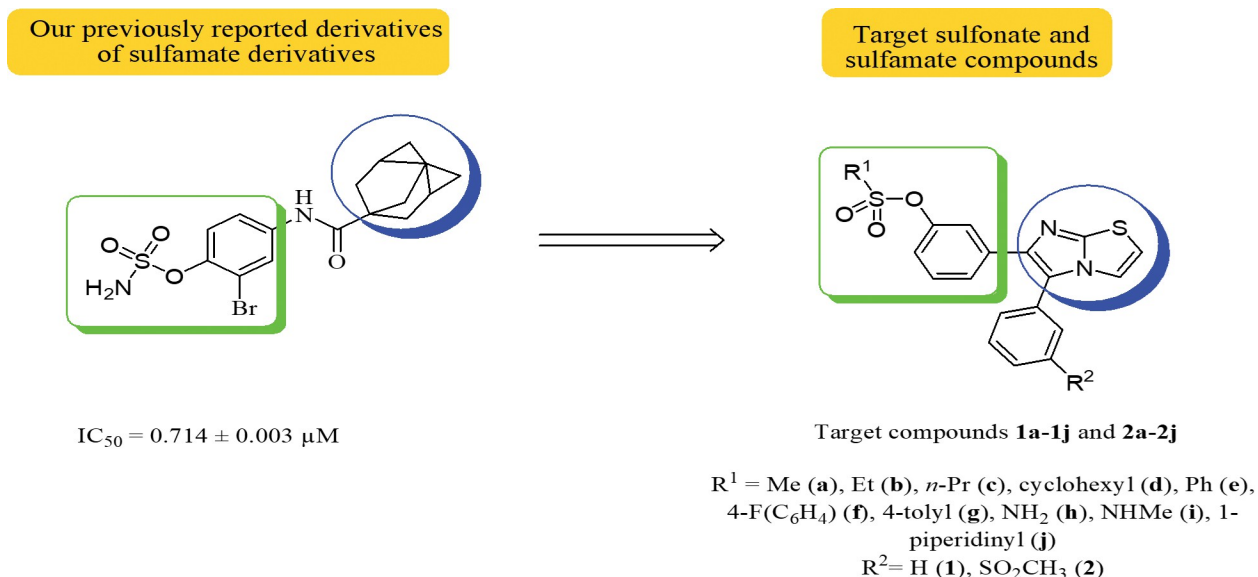 Our previously reported derivatives
of sulfamate derivatives
Target sulfonate and
sulfamate compounds
H
N
O
O
O
S
O
H₂N
Br
R¹
O
S
O
O
N
S
N
R²
IC₅₀ = 0.714 ± 0.003 µM
Target compounds 1a-1j and 2a-2j
R¹ = Me (a), Et (b), n-Pr (c), cyclohexyl (d), Ph (e),
4-F(C₆H₄) (f), 4-tolyl (g), NH₂ (h), NHMe (i), 1-
piperidinyl (j)
R²= H (1), SO₂CH₃ (2)